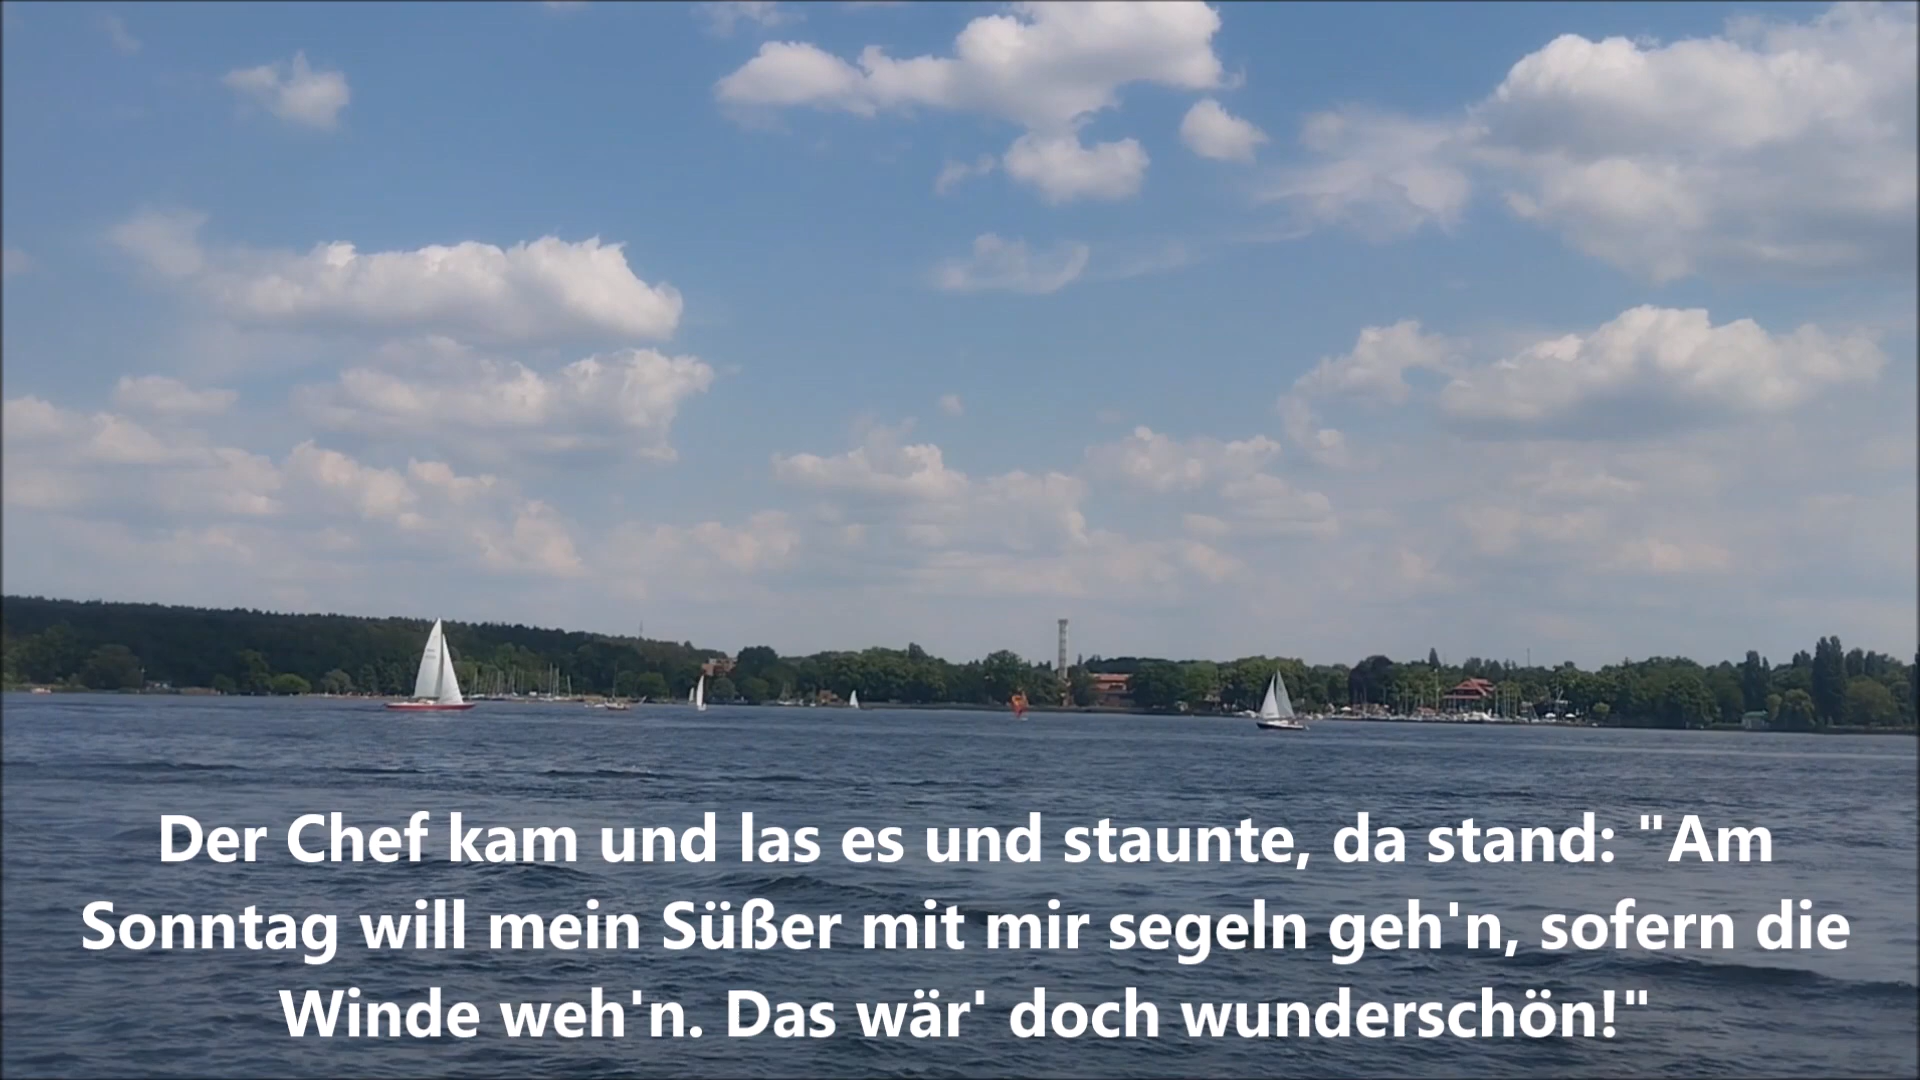 Der Chef kam und las es und staunte, da stand: "Am
Sonntag will mein Süßer mit mir segeln geh'n, sofern die
Winde weh'n. Das wär' doch wunderschön!"